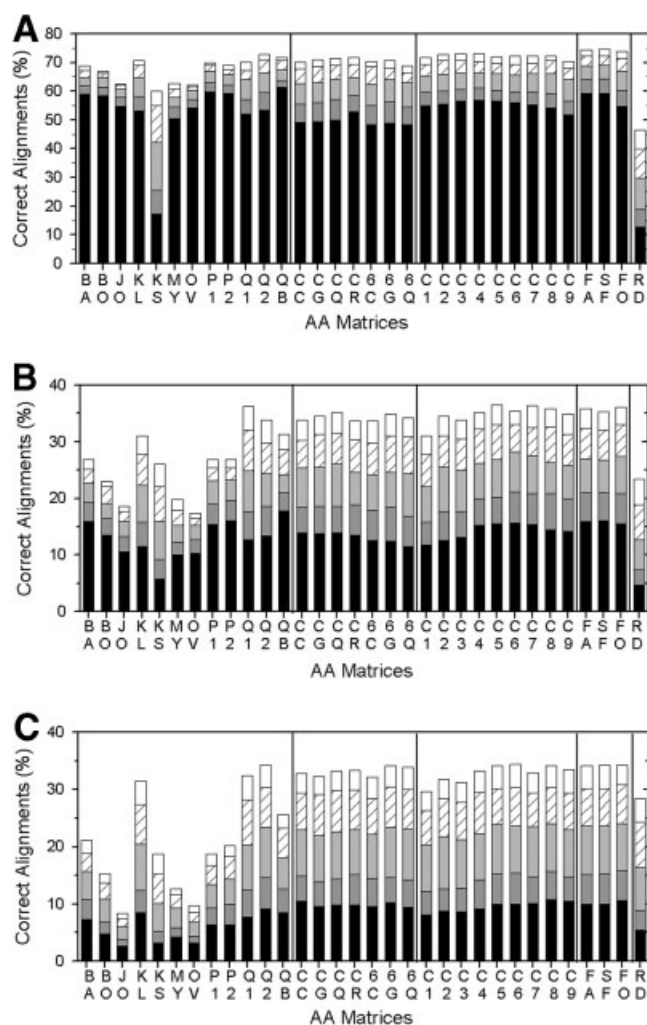 A
Correct Alignments (%)
80
70
60
50
40
30
20
10
0
B B J K K M O P P Q Q Q C C C C 6 6 6 C C C C C C C C C F S F R
A O O L S Y V 1 2 1 2 B C G Q R C G Q 1 2 3 4 5 6 7 8 9 A F O D
AA Matrices
B
Correct Alignments (%)
40
30
20
10
0
B B J K K M O P P Q Q Q C C C C 6 6 6 C C C C C C C C C F S F R
A O O L S Y V 1 2 1 2 B C G Q R C G Q 1 2 3 4 5 6 7 8 9 A F O D
AA Matrices
C
Correct Alignments (%)
40
30
20
10
0
B B J K K M O P P Q Q Q C C C C 6 6 6 C C C C C C C C C F S F R
A O O L S Y V 1 2 1 2 B C G Q R C G Q 1 2 3 4 5 6 7 8 9 A F O D
AA Matrices